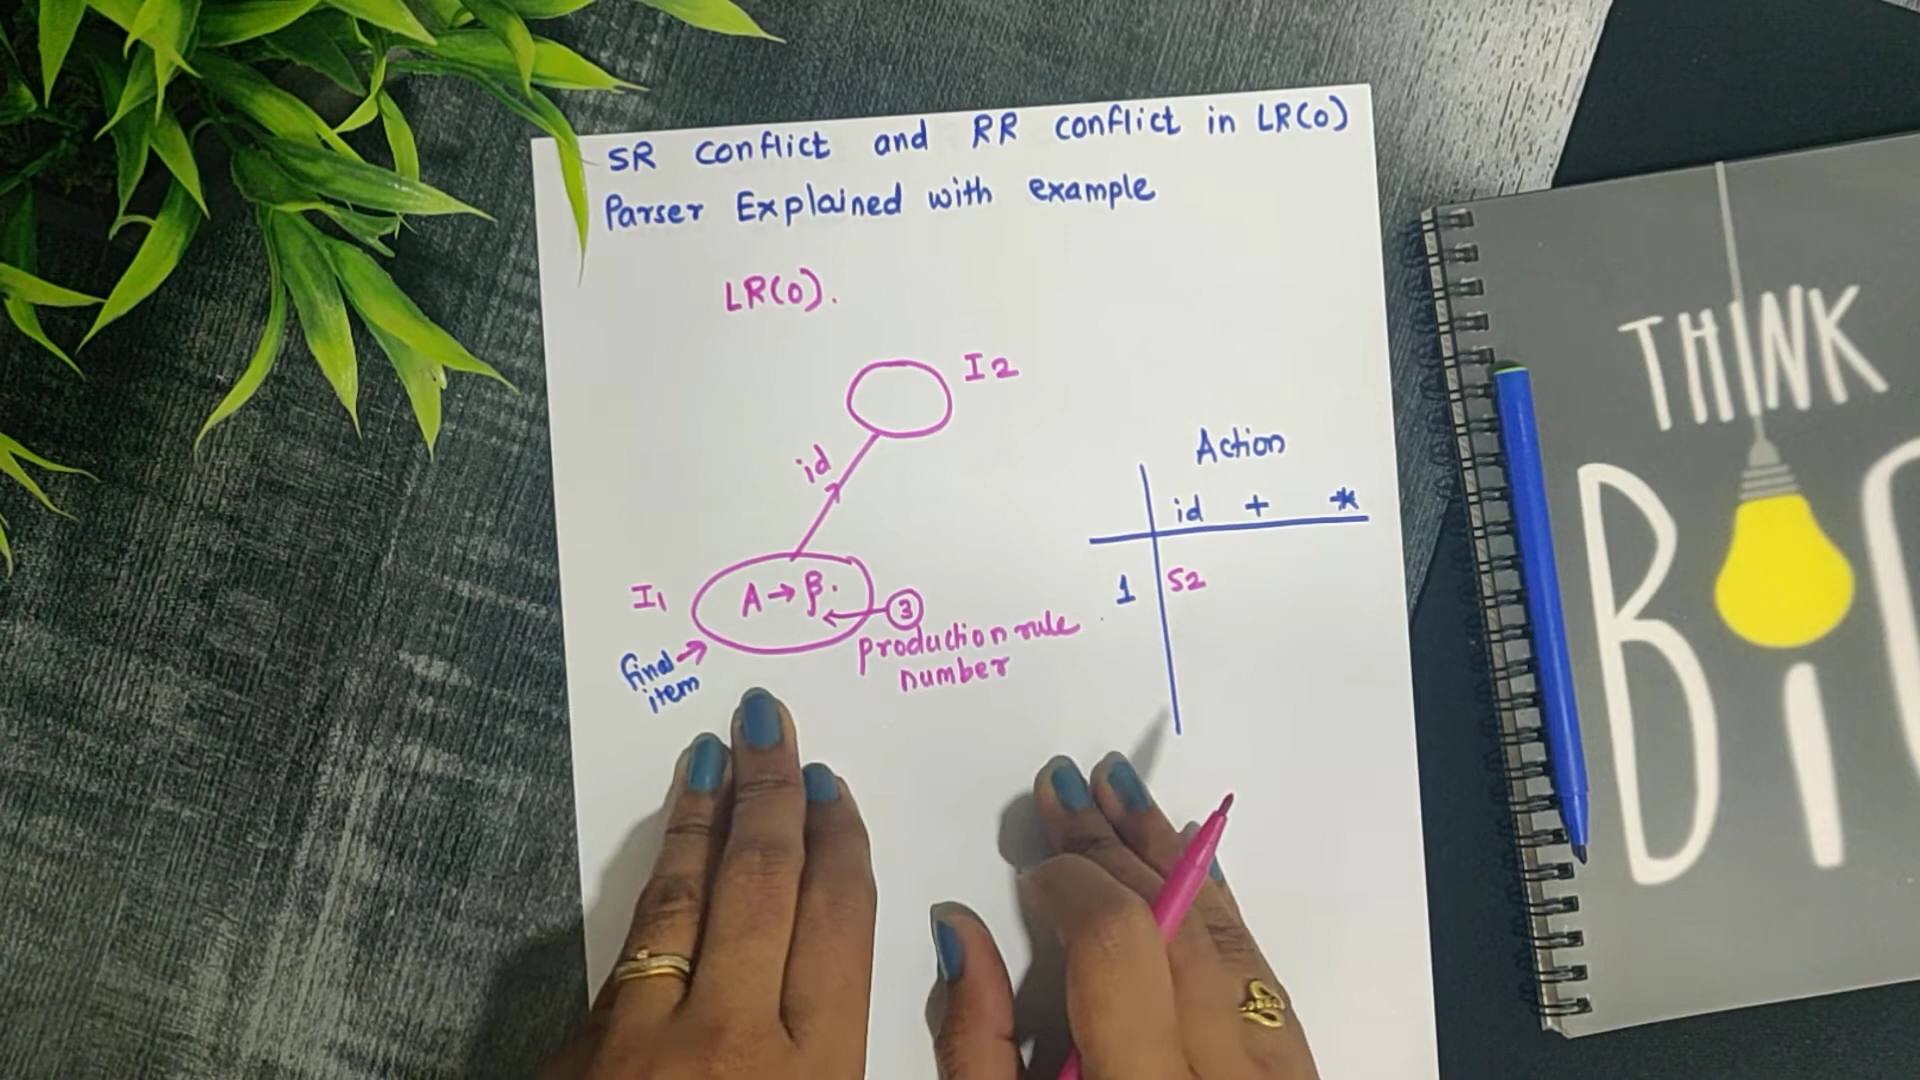 SR conflict and RR conflict in LR(0)
Parser Explained with example
LR(0).
I2
id
I1
A → β.
3
Production rule
number
final
item
Action
id + *
1 S2
THINK
BiG